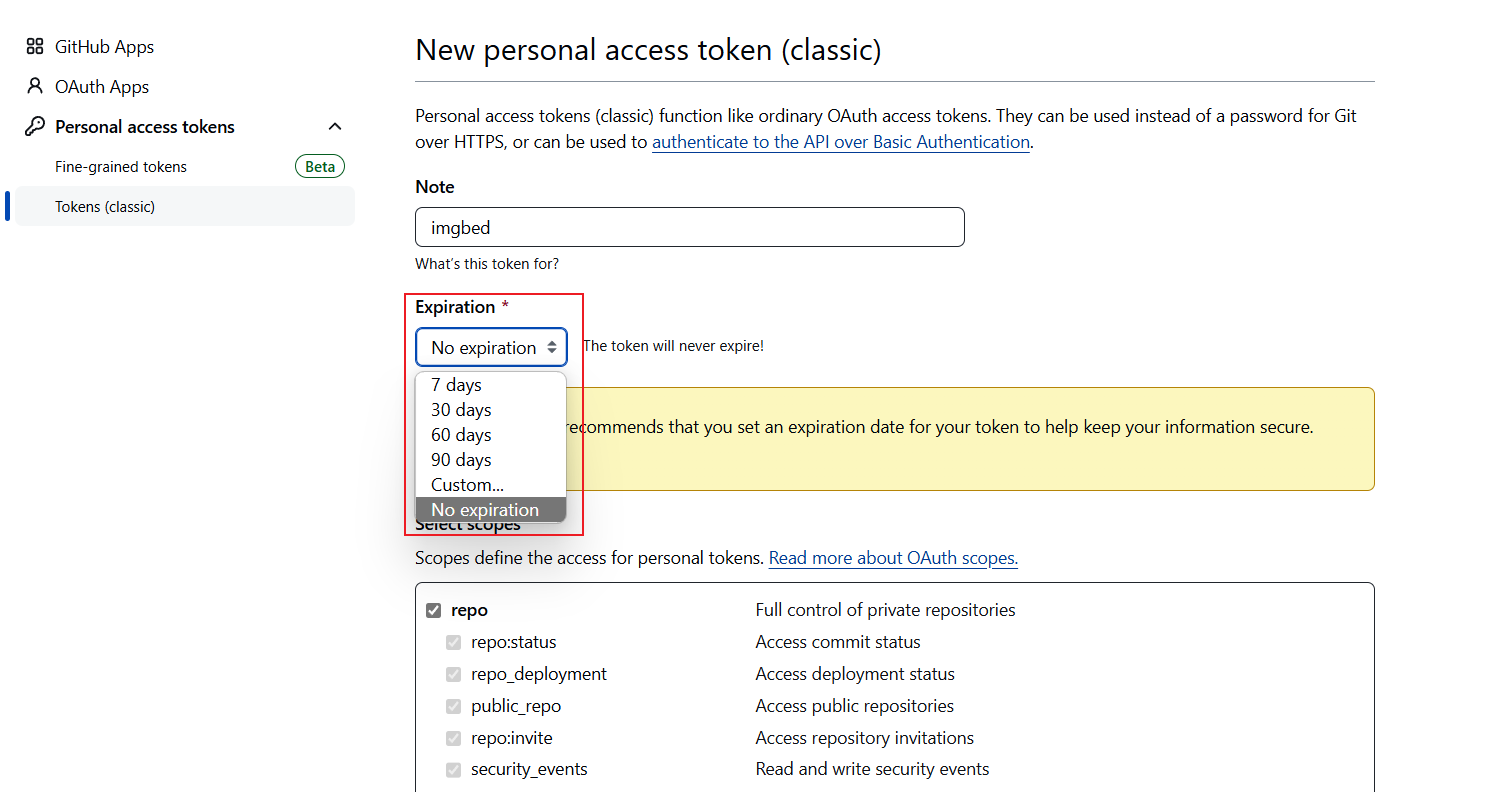 GitHub Apps
OAuth Apps
Personal access tokens
Fine-grained tokens Beta
Tokens (classic)
New personal access token (classic)
Personal access tokens (classic) function like ordinary OAuth access tokens. They can be used instead of a password for Git
over HTTPS, or can be used to authenticate to the API over Basic Authentication.
Note
imgbed
What's this token for?
Expiration *
No expiration The token will never expire!
7 days
30 days
60 days
90 days
Custom...
No expiration
recommends that you set an expiration date for your token to help keep your information secure.
Select scopes
Scopes define the access for personal tokens. Read more about OAuth scopes.
repo Full control of private repositories
repo:status Access commit status
repo_deployment Access deployment status
public_repo Access public repositories
repo:invite Access repository invitations
security_events Read and write security events